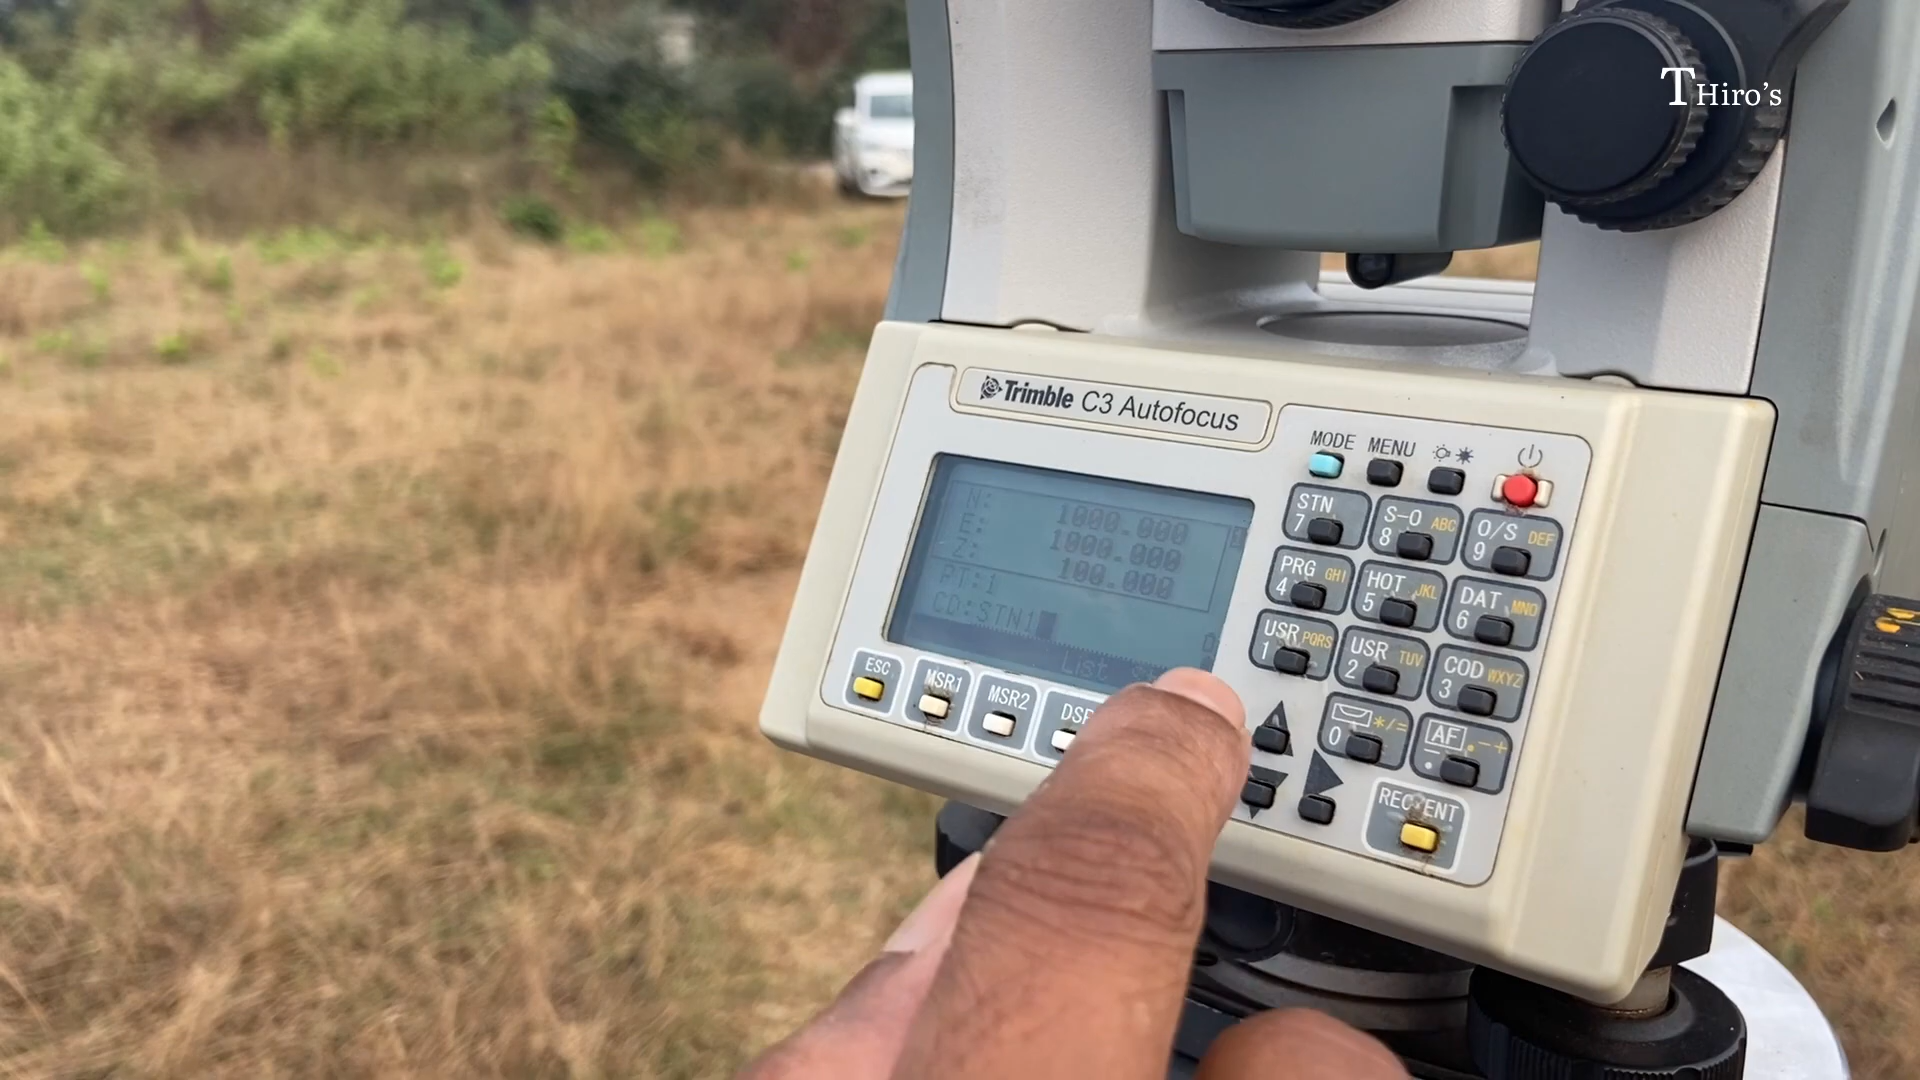 THiro's
Trimble C3 Autofocus
MODE MENU
N: 1000.000
E: 1000.000
Z: 100.000
PT:1
CD:STN1
List
STN 7
S-O ABC 8
O/S DEF 9
PRG GHI 4
HOT JKL 5
DAT MNO 6
USR PQRS 1
USR TUV 2
COD WXYZ 3
0 */=
AF .-+
ESC
MSR1
MSR2
REC/ENT